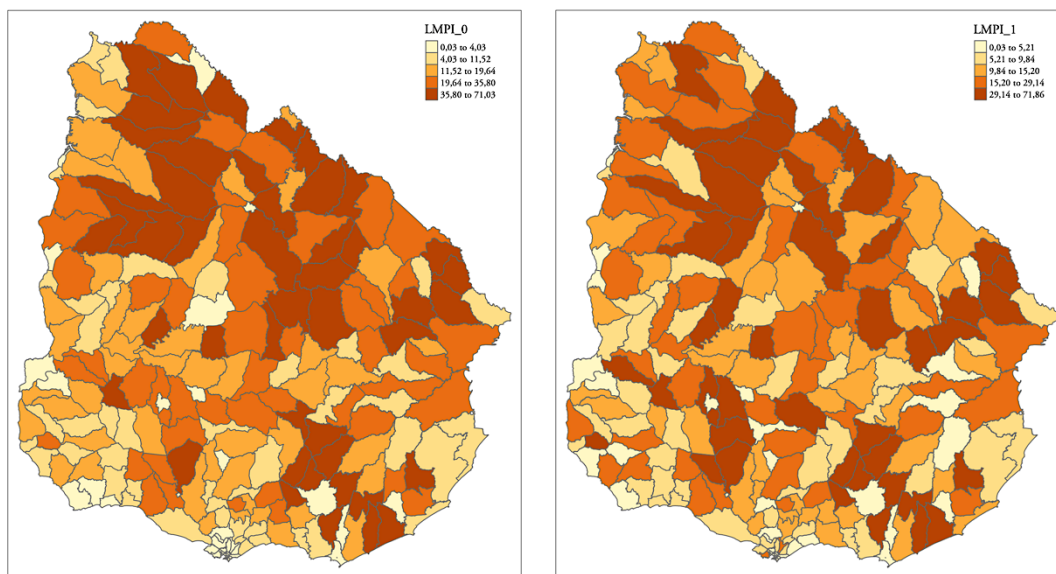 LMPI_0
0,03 to 4,03
4,03 to 11,52
11,52 to 19,64
19,64 to 35,80
35,80 to 71,03
LMPI_1
0,03 to 5,21
5,21 to 9,84
9,84 to 15,20
15,20 to 29,14
29,14 to 71,86